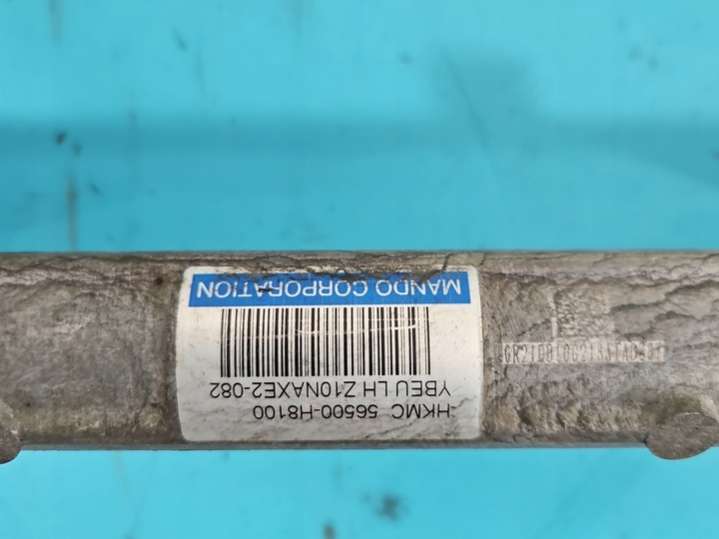 HKMC 56500-H8100
YBEU LH Z10NAXE2-082
MANDO CORPORATION